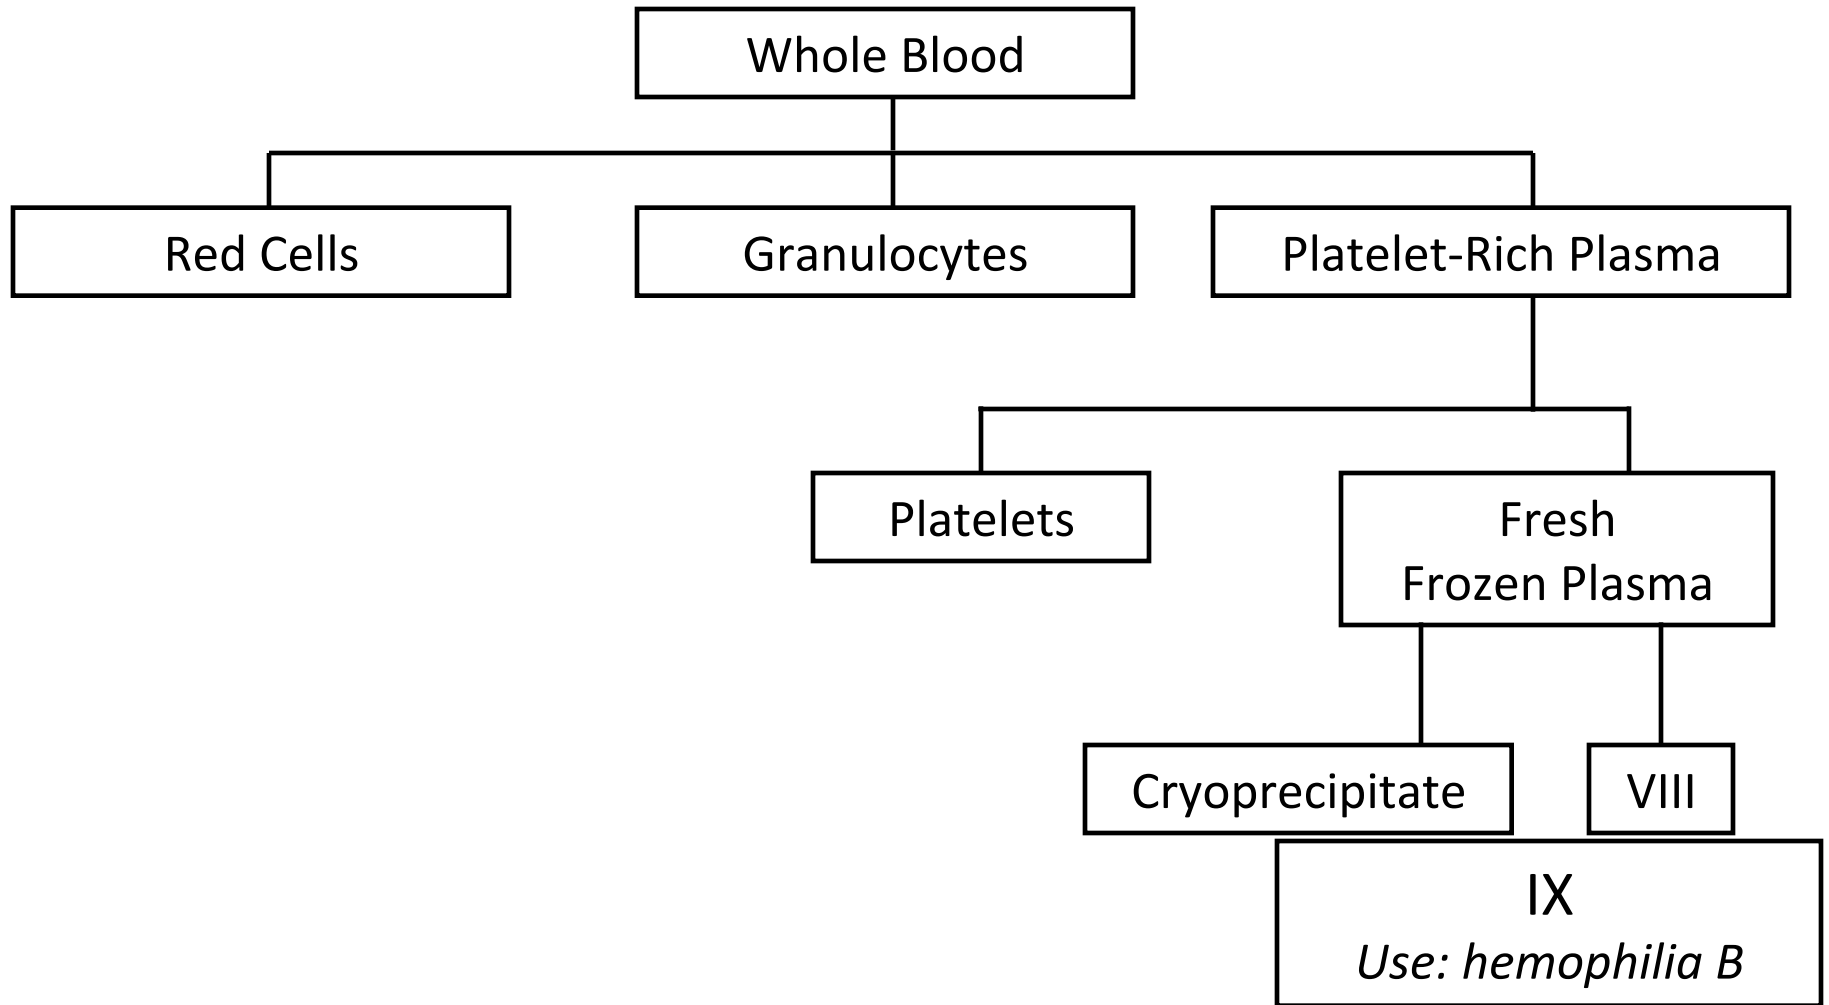 Whole Blood
Red Cells
Granulocytes
Platelet-Rich Plasma
Platelets
Fresh
Frozen Plasma
Cryoprecipitate
VIII
IX
Use: hemophilia B